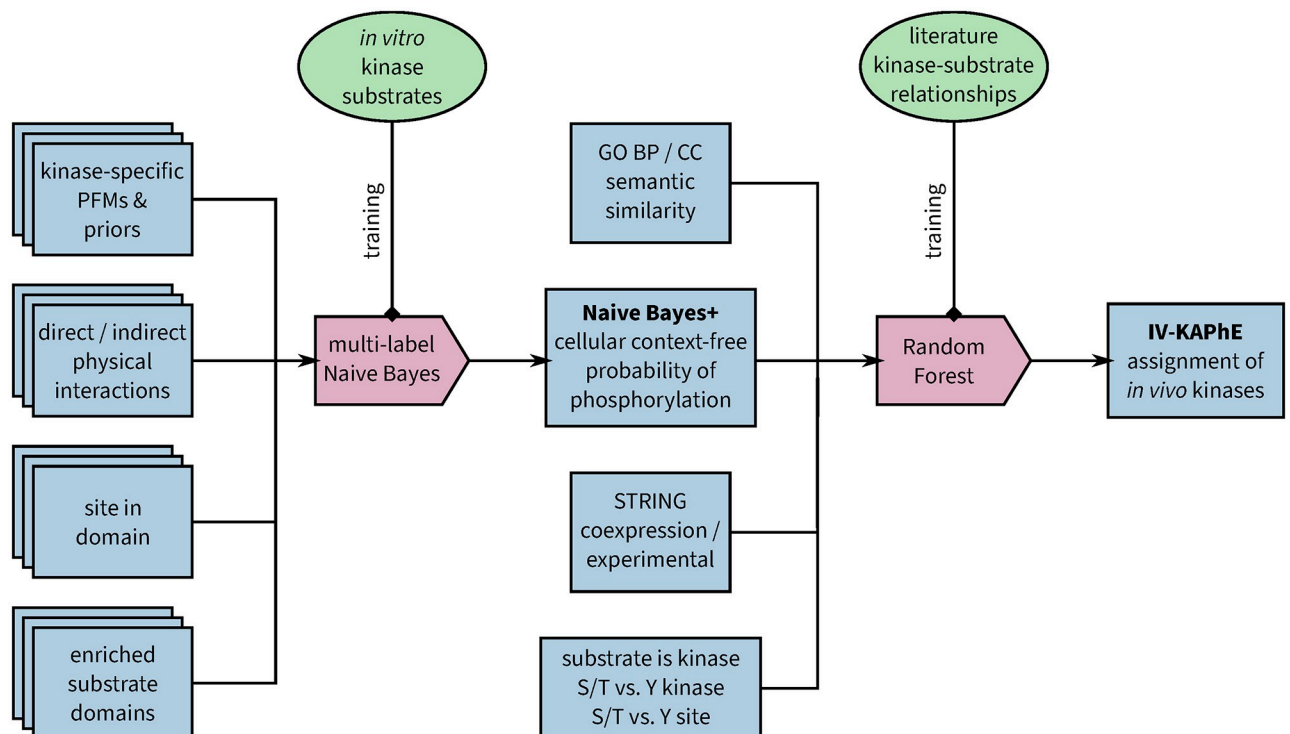 in vitro
kinase
substrates
literature
kinase-substrate
relationships
kinase-specific
PFMs &
priors
training
GO BP / CC
semantic
similarity
training
direct / indirect
physical
interactions
multi-label
Naive Bayes
Naive Bayes+
cellular context-free
probability of
phosphorylation
Random
Forest
IV-KAPhE
assignment of
in vivo kinases
site in
domain
STRING
coexpression /
experimental
enriched
substrate
domains
substrate is kinase
S/T vs. Y kinase
S/T vs. Y site